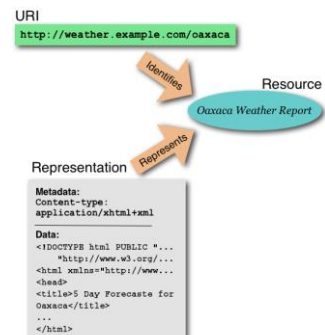 URI
http://weather.example.com/oaxaca
Identifies
Resource
Oaxaca Weather Report
Represents
Representation
Metadata:
Content-type:
application/xhtml+xml
Data:
<!DOCTYPE html PUBLIC "...
"http://www.w3.org/...
<html xmlns="http://www...
<head>
<title>5 Day Forecaste for
Oaxaca</title>
...
</html>